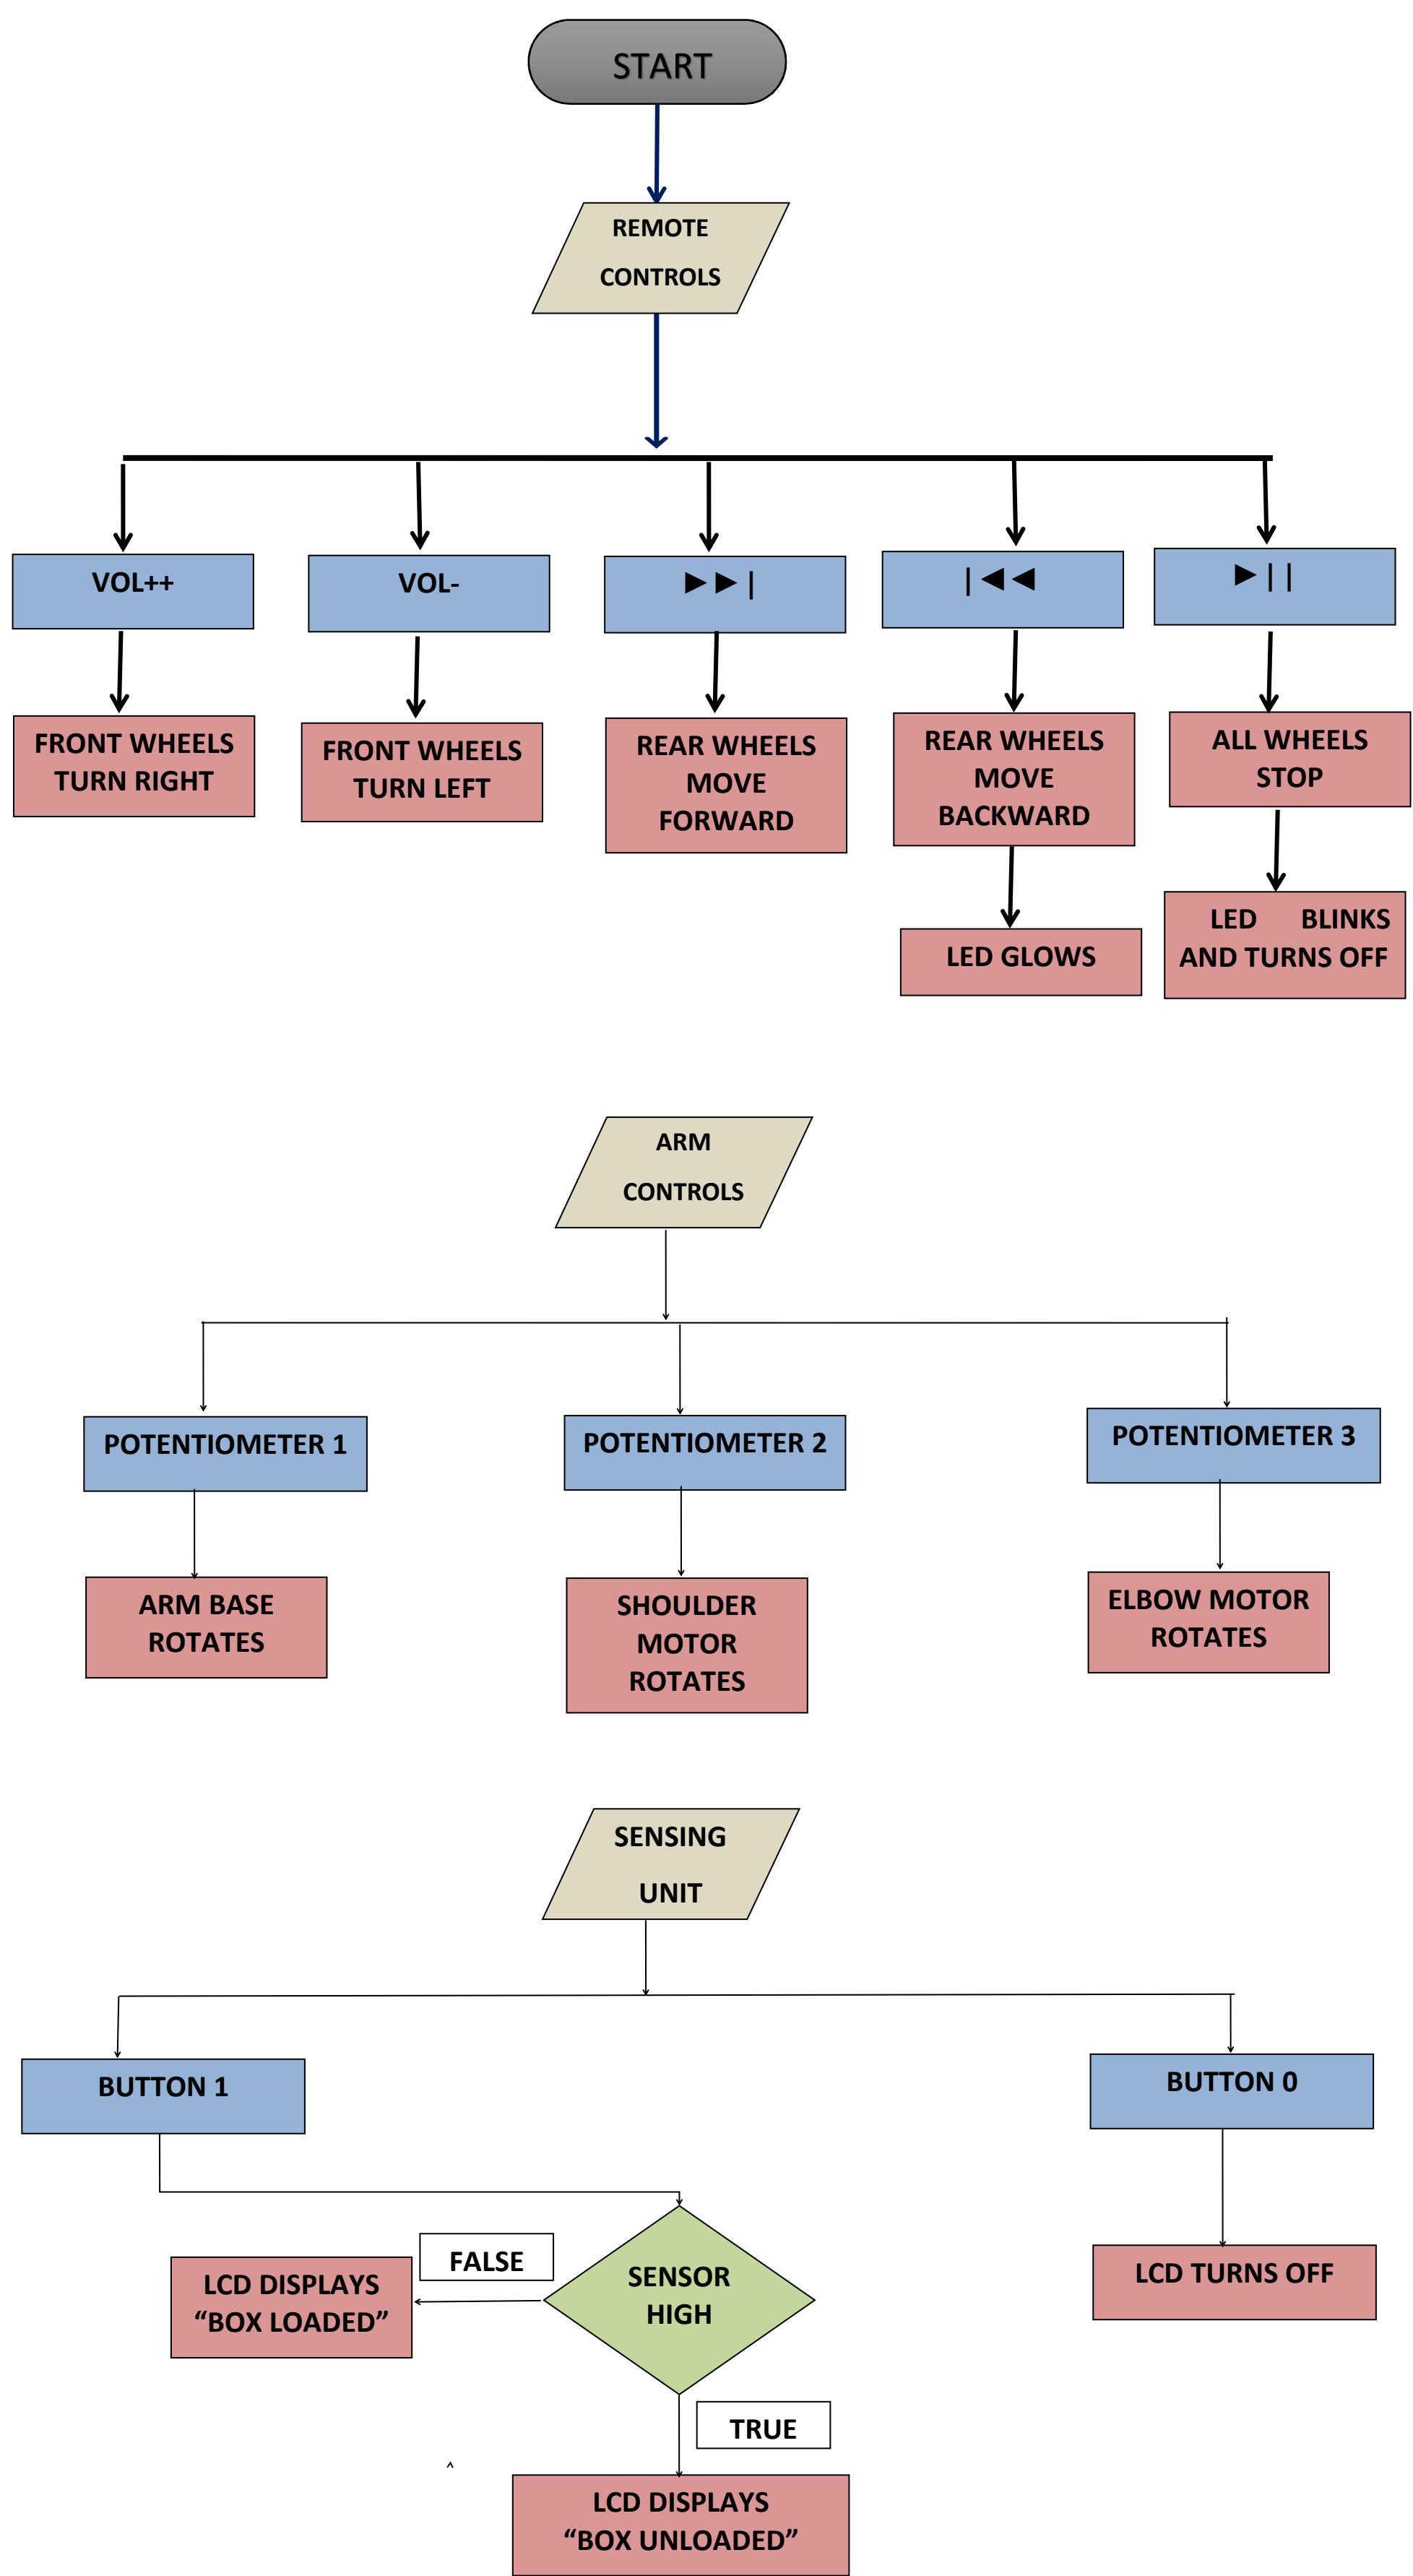 START
REMOTE
CONTROLS
VOL++
VOL-
►►|
|◄◄
►||
FRONT WHEELS
TURN RIGHT
FRONT WHEELS
TURN LEFT
REAR WHEELS
MOVE
FORWARD
REAR WHEELS
MOVE
BACKWARD
ALL WHEELS
STOP
LED GLOWS
LED BLINKS
AND TURNS OFF
ARM
CONTROLS
POTENTIOMETER 1
POTENTIOMETER 2
POTENTIOMETER 3
ARM BASE
ROTATES
SHOULDER
MOTOR
ROTATES
ELBOW MOTOR
ROTATES
SENSING
UNIT
BUTTON 1
BUTTON 0
FALSE
LCD DISPLAYS
“BOX LOADED”
SENSOR
HIGH
LCD TURNS OFF
TRUE
^
LCD DISPLAYS
“BOX UNLOADED”